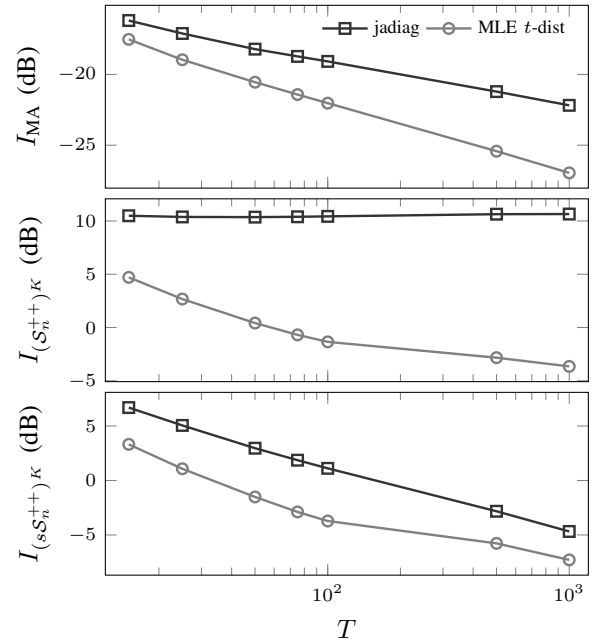 jadiag MLE t-dist
−20
−25
I_MA (dB)
10
5
0
−5
I_(𝒮_n^++)^K (dB)
5
0
−5
I_(s𝒮_n^++)^K (dB)
10^2 10^3
T